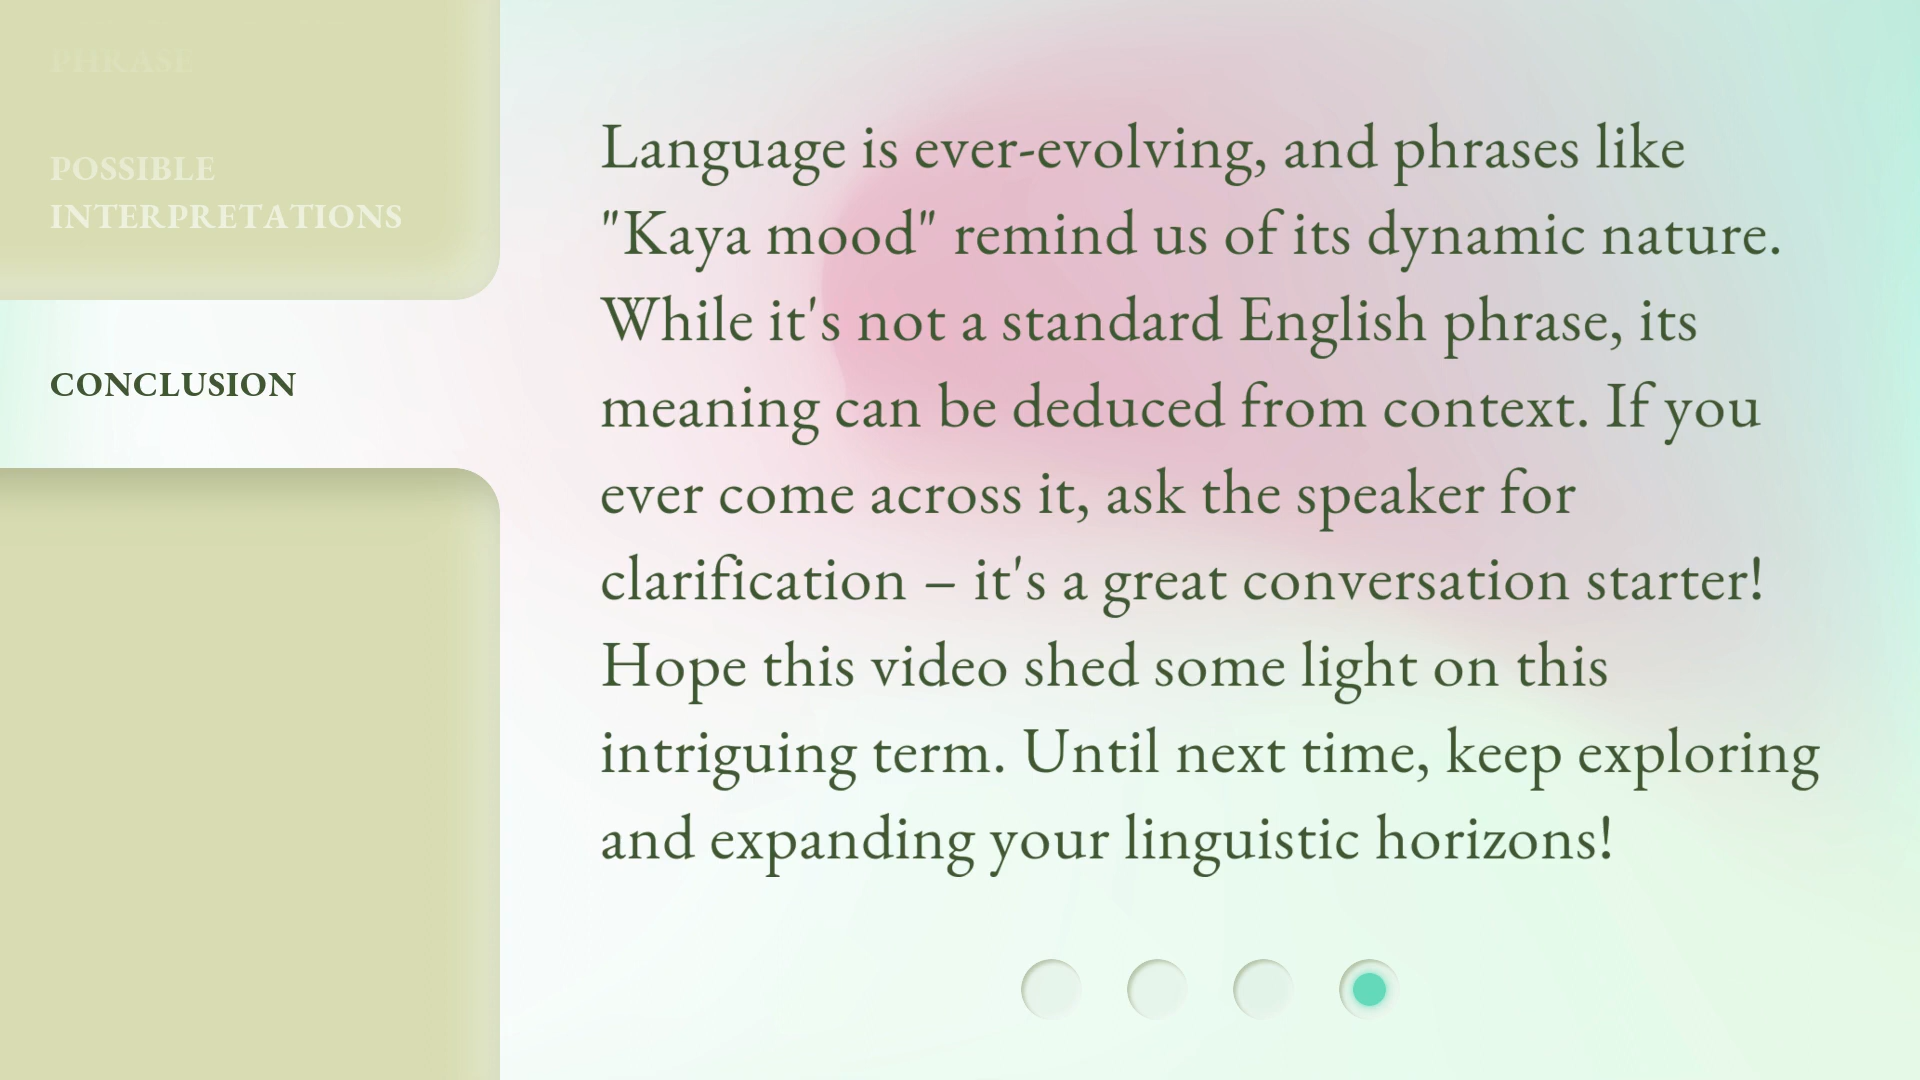 PHRASE
POSSIBLE
INTERPRETATIONS
CONCLUSION
Language is ever-evolving, and phrases like
"Kaya mood" remind us of its dynamic nature.
While it's not a standard English phrase, its
meaning can be deduced from context. If you
ever come across it, ask the speaker for
clarification – it's a great conversation starter!
Hope this video shed some light on this
intriguing term. Until next time, keep exploring
and expanding your linguistic horizons!